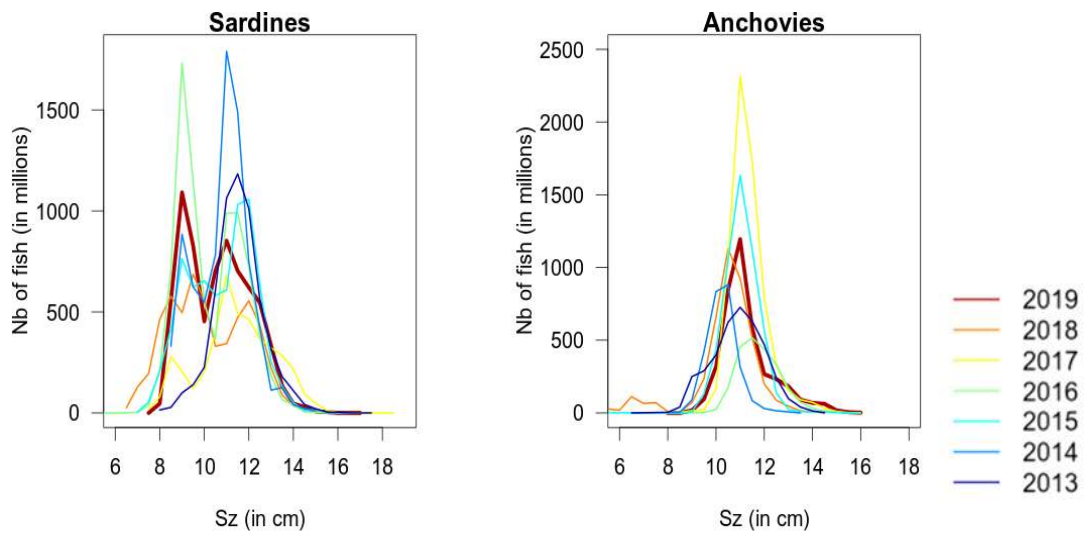 Sardines
Nb of fish (in millions)
1500
1000
500
0
6 8 10 12 14 16 18
Sz (in cm)
Anchovies
Nb of fish (in millions)
2500
2000
1500
1000
500
0
6 8 10 12 14 16 18
Sz (in cm)
2019
2018
2017
2016
2015
2014
2013